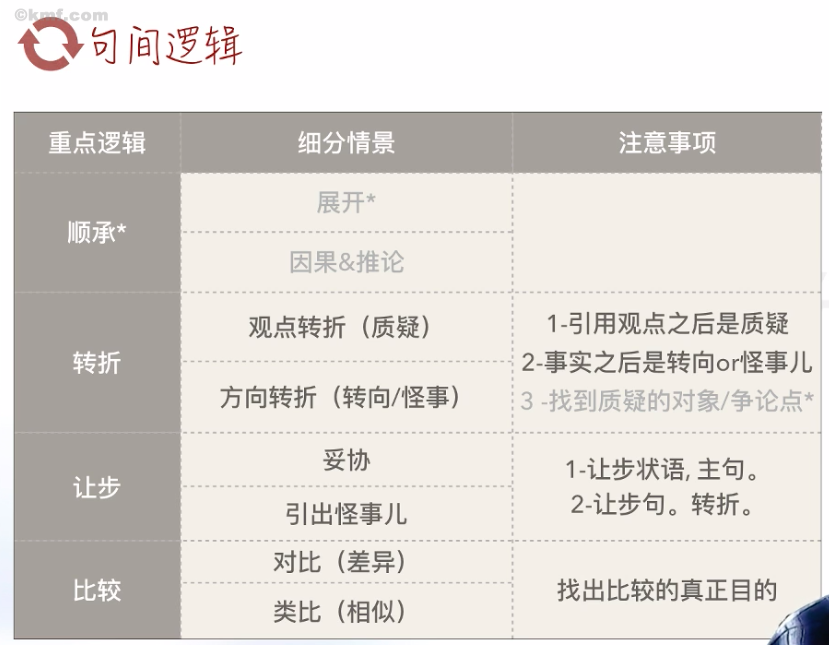 ©kmf.com
句间逻辑
重点逻辑
细分情景
注意事项
顺承*
展开*
因果&推论
转折
观点转折（质疑）
方向转折（转向/怪事）
1-引用观点之后是质疑
2-事实之后是转向or怪事儿
3 -找到质疑的对象/争论点*
让步
妥协
引出怪事儿
1-让步状语, 主句。
2-让步句。转折。
比较
对比（差异）
类比（相似）
找出比较的真正目的